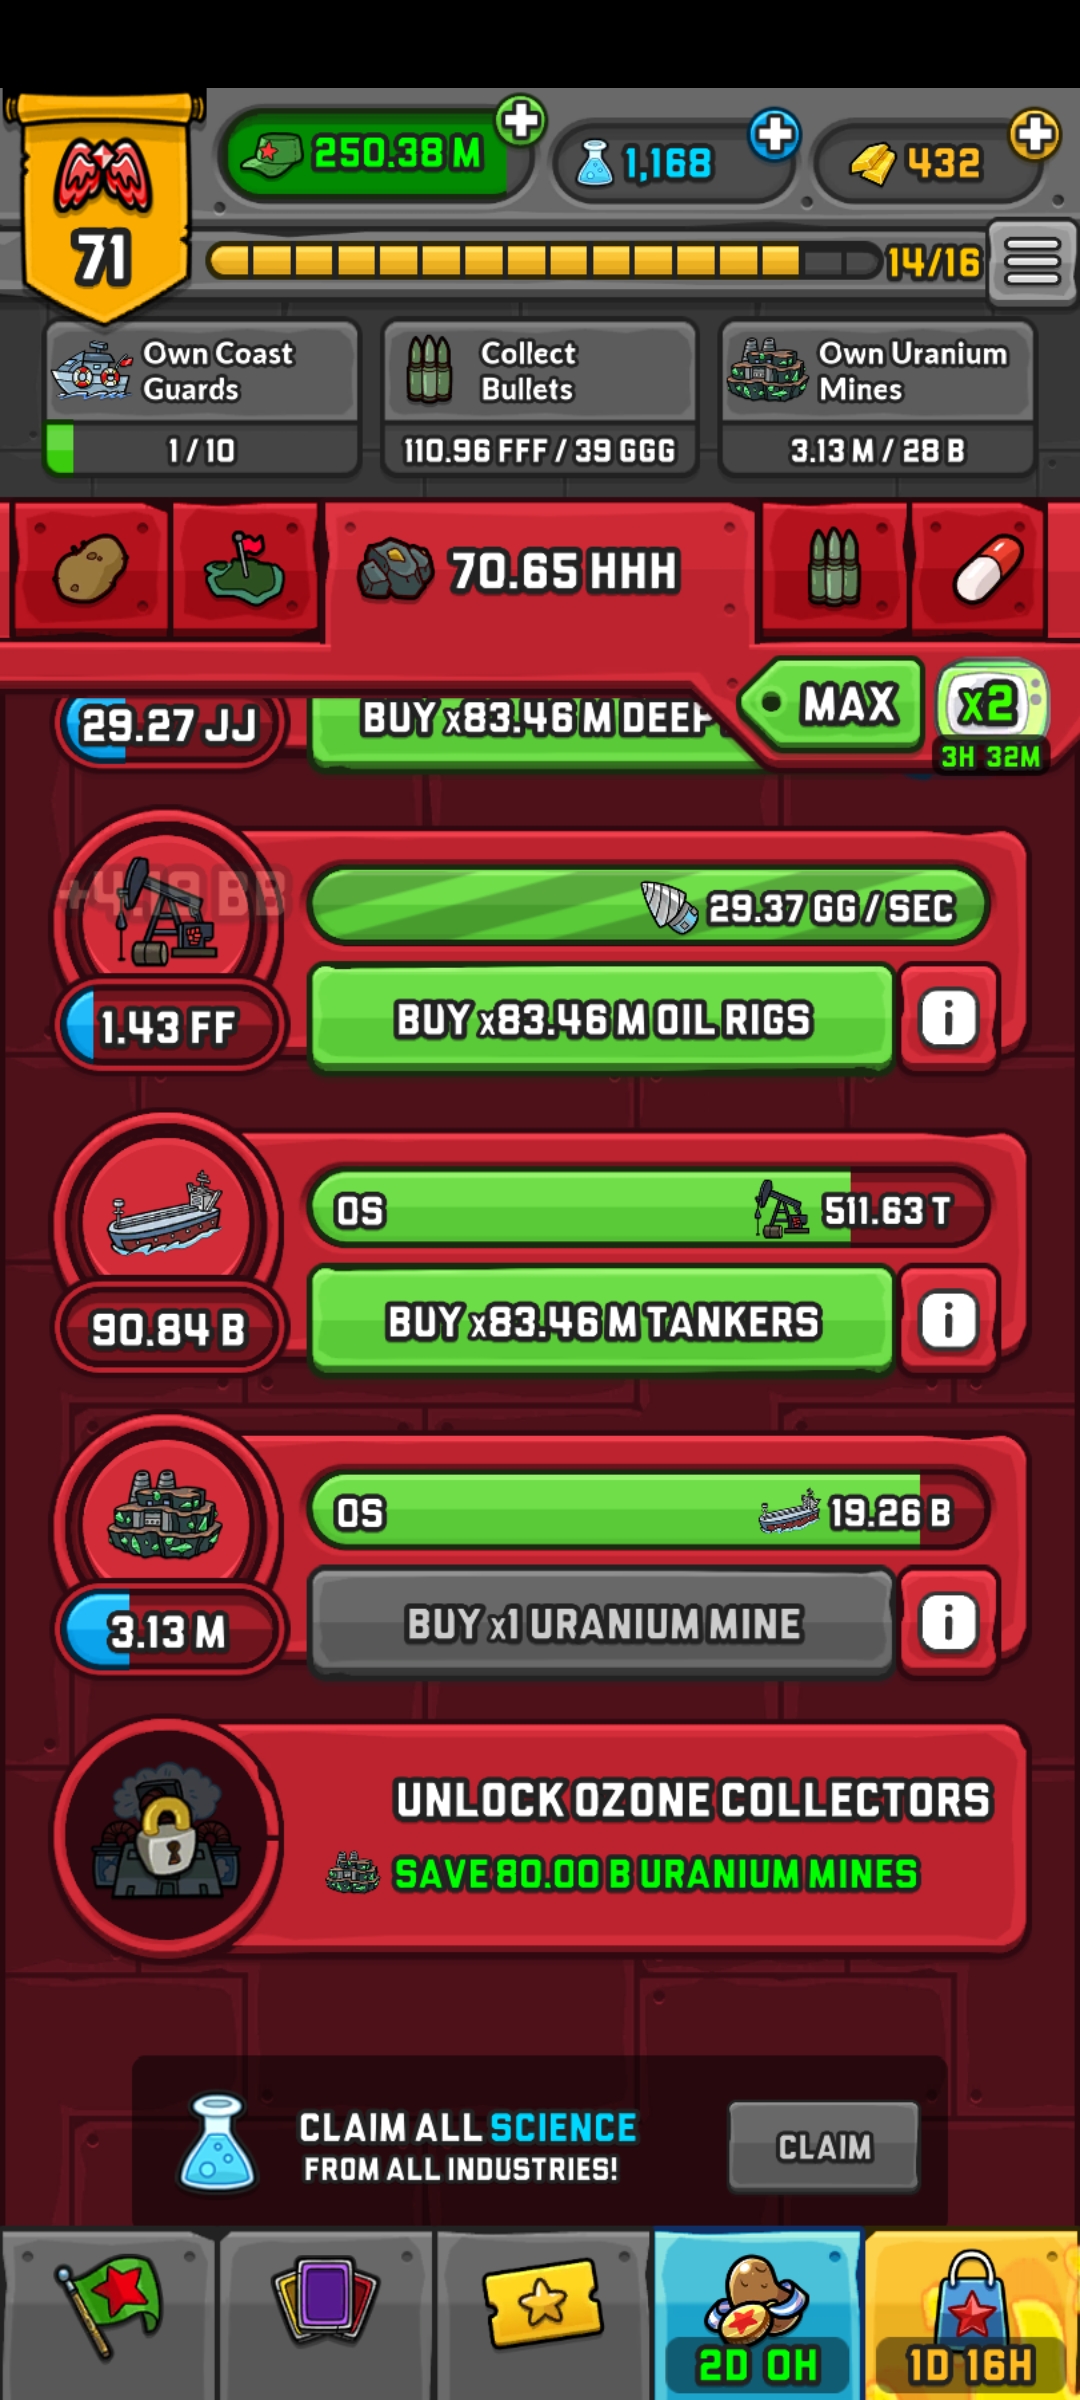 250.38 M
1,168
432
71
14/16
Own Coast
Guards
1 / 10
Collect
Bullets
110.96 FFF / 39 GGG
Own Uranium
Mines
3.13 M / 28 B
70.65 HHH
MAX
x2
3H 32M
29.27 JJ
BUY x83.46 M DEEP
+4.19 BB
29.37 GG / SEC
1.43 FF
BUY x83.46 M OIL RIGS
i
0S
511.63 T
90.84 B
BUY x83.46 M TANKERS
i
0S
19.26 B
3.13 M
BUY x1 URANIUM MINE
i
UNLOCK OZONE COLLECTORS
SAVE 80.00 B URANIUM MINES
CLAIM ALL SCIENCE
FROM ALL INDUSTRIES!
CLAIM
2D 0H
1D 16H